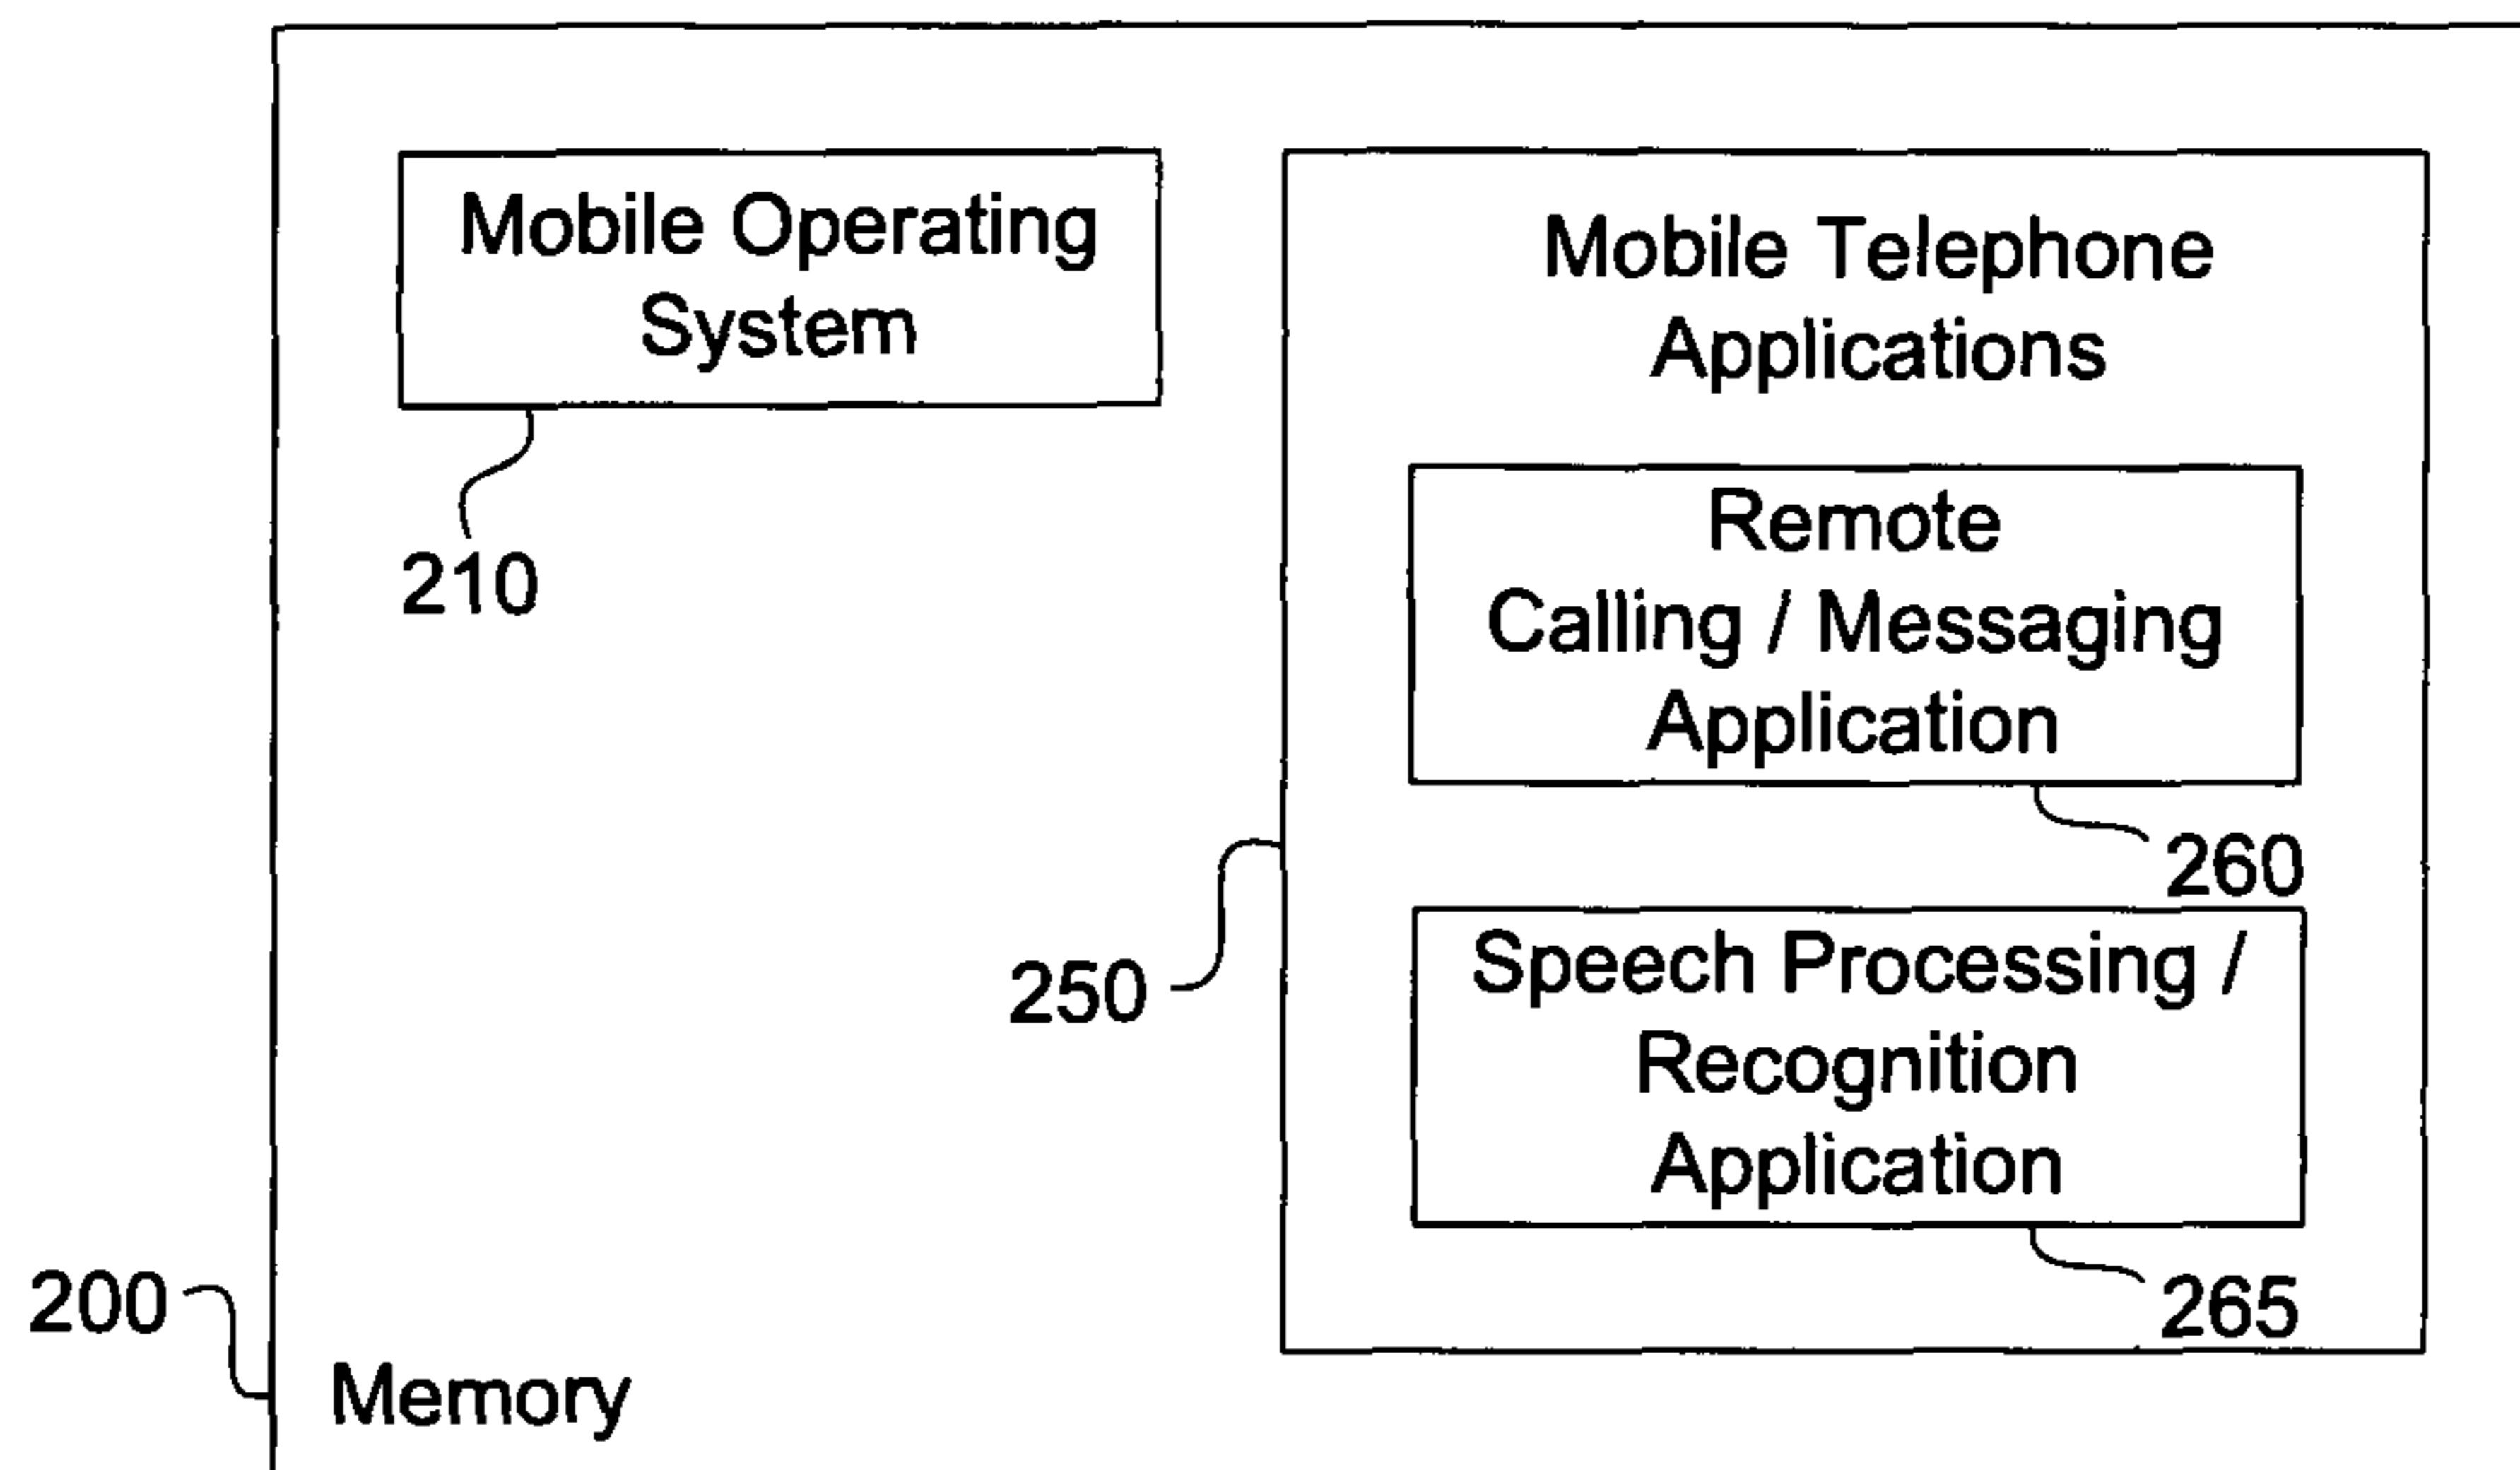 Mobile Operating
System
210
Mobile Telephone
Applications
Remote
Calling / Messaging
Application
260
250
Speech Processing /
Recognition
Application
265
200
Memory